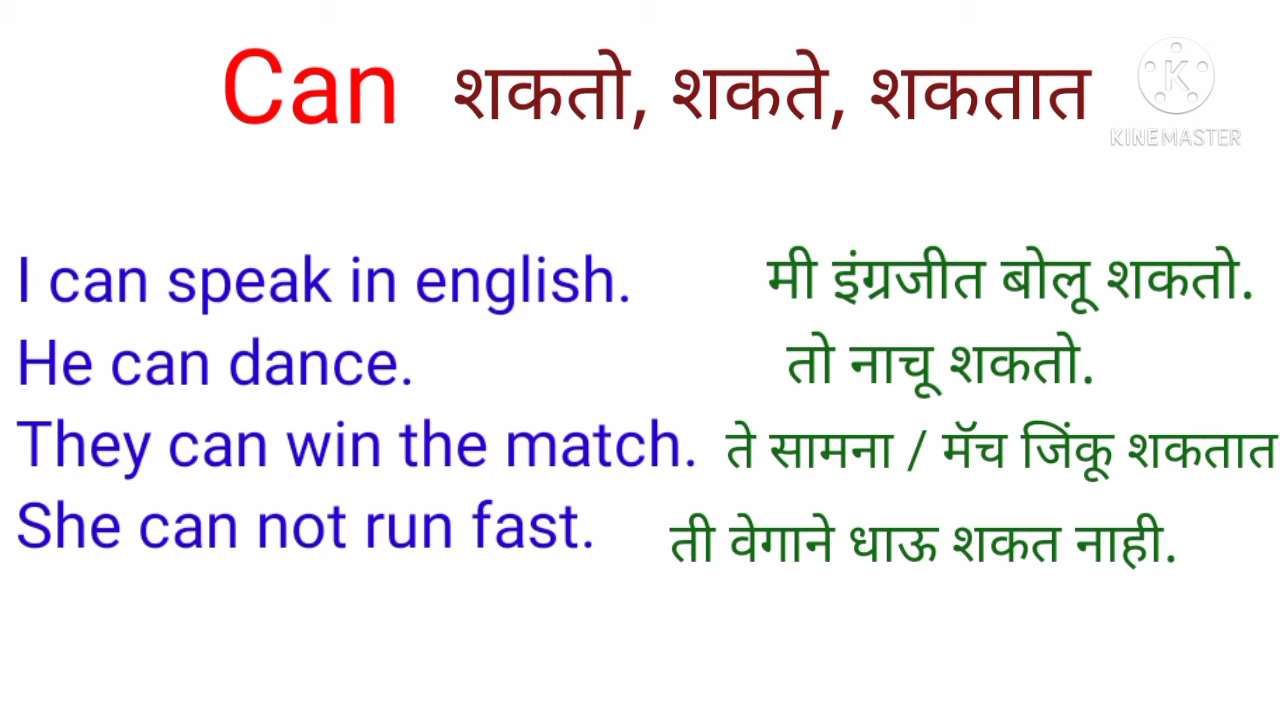 Can शकतो, शकते, शकतात
KINEMASTER
I can speak in english. मी इंग्रजीत बोलू शकतो.
He can dance. तो नाचू शकतो.
They can win the match. ते सामना / मॅच जिंकू शकतात
She can not run fast. ती वेगाने धाऊ शकत नाही.